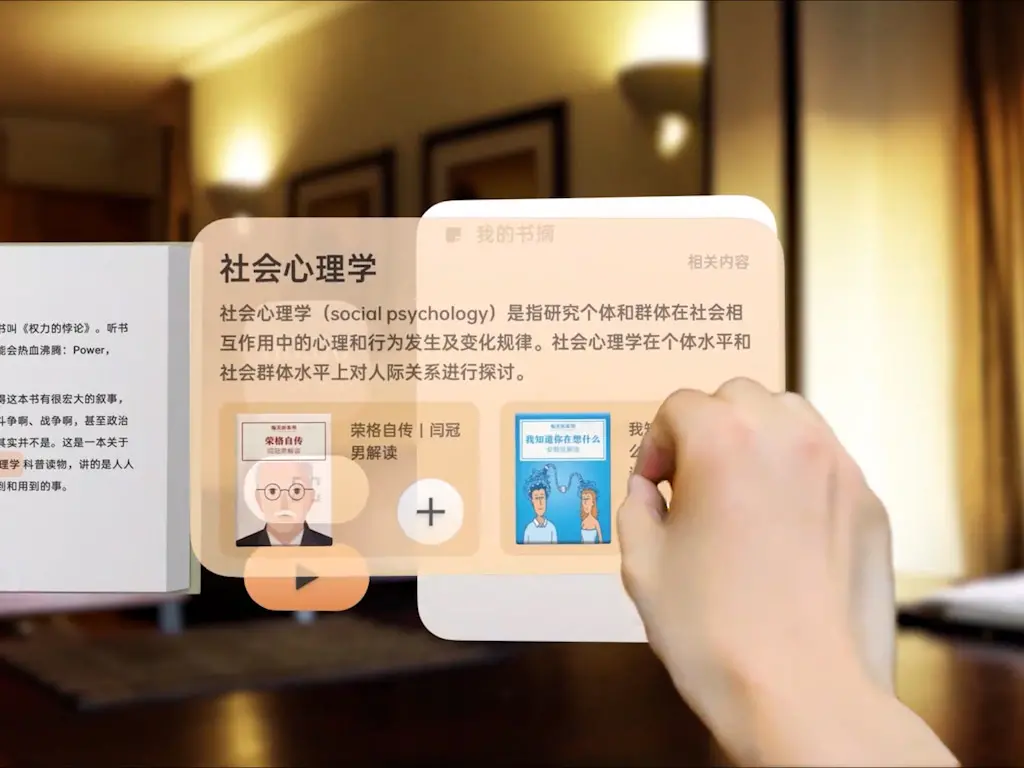 书叫《权力的悖论》。听书
能会热血沸腾：Power，
得这本书有很宏大的叙事，
斗争啊、战争啊，甚至政治
其实并不是。这是一本关于
理学 科普读物，讲的是人人
到和用到的事。
我的书摘
社会心理学
相关内容
社会心理学（social psychology）是指研究个体和群体在社会相
互作用中的心理和行为发生及变化规律。社会心理学在个体水平和
社会群体水平上对人际关系进行探讨。
荣格自传
荣格自传 | 闫冠
男解读
我知道你在想什么
我知
么